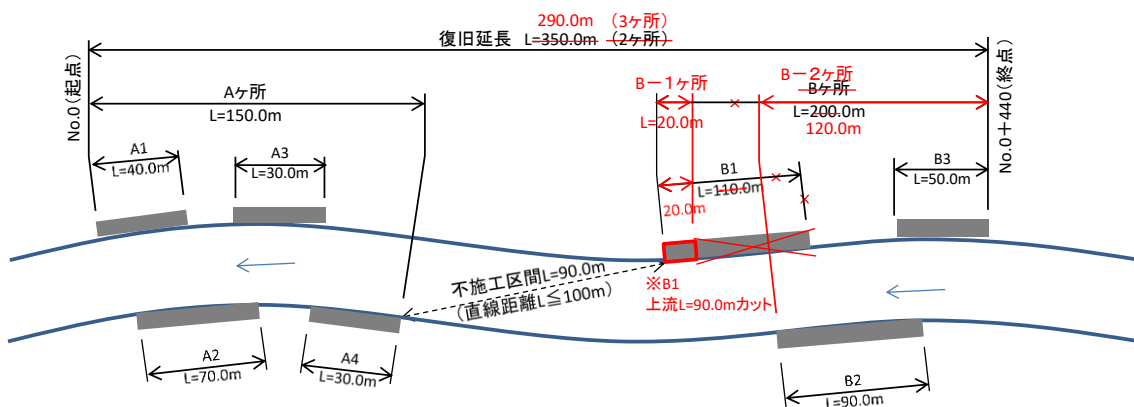 290.0m （3ヶ所）
復旧延長 L=350.0m （2ヶ所）
No.0（起点）
Aヶ所
L=150.0m
B－1ヶ所
L=20.0m
B－2ヶ所
Bヶ所
L=200.0m
120.0m
No.0＋440（終点）
A1
L=40.0m
A3
L=30.0m
B1
L=110.0m
20.0m
B3
L=50.0m
不施工区間L=90.0m
（直線距離L≦100m）
※B1
上流L=90.0mカット
A2
L=70.0m
A4
L=30.0m
B2
L=90.0m